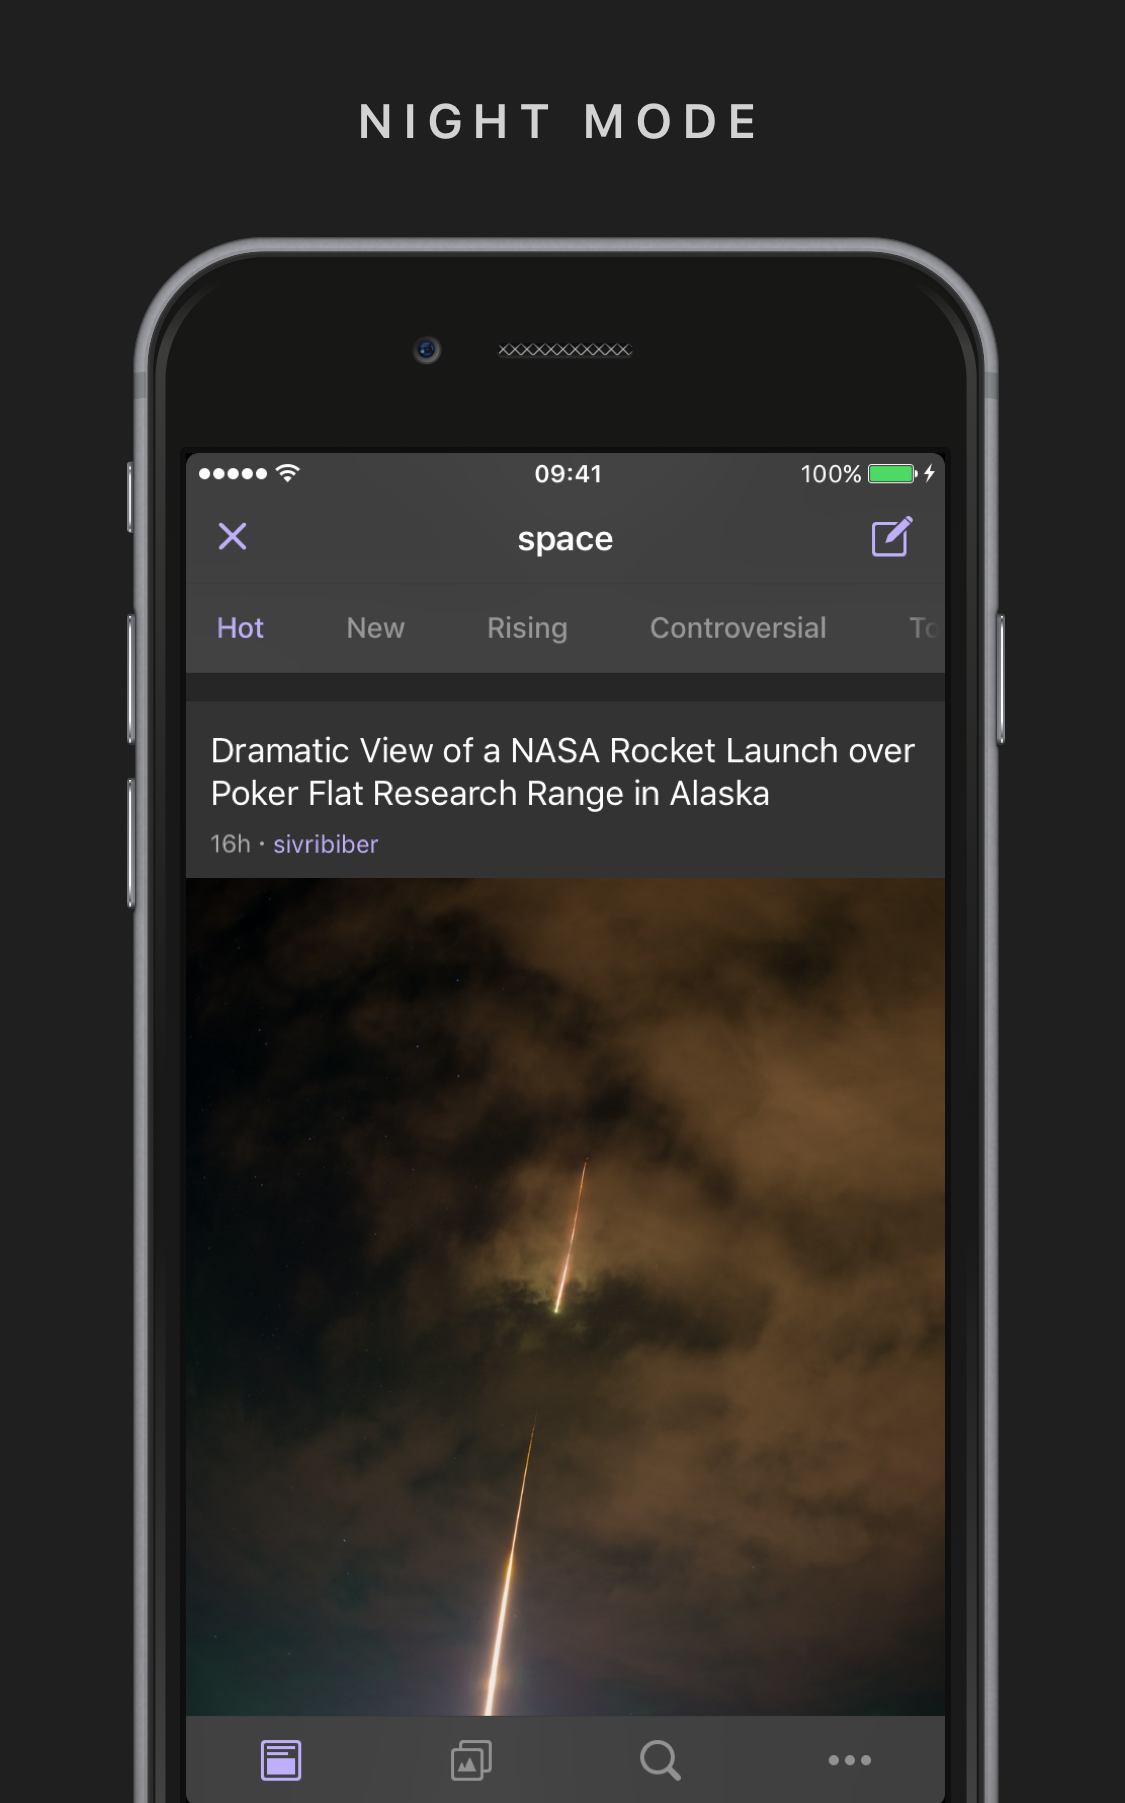 NIGHT MODE
09:41
100%
space
Hot New Rising Controversial To
Dramatic View of a NASA Rocket Launch over
Poker Flat Research Range in Alaska
16h · sivribiber